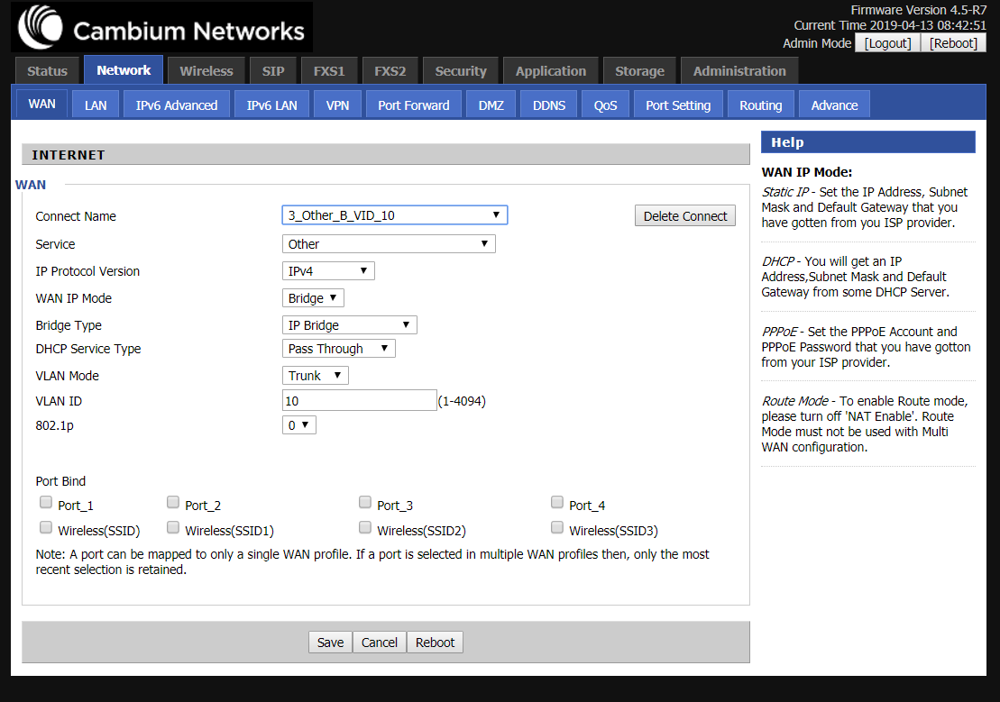 Cambium Networks
Firmware Version 4.5-R7
Current Time 2019-04-13 08:42:51
Admin Mode [Logout] [Reboot]
Status Network Wireless SIP FXS1 FXS2 Security Application Storage Administration
WAN LAN IPv6 Advanced IPv6 LAN VPN Port Forward DMZ DDNS QoS Port Setting Routing Advance
INTERNET
WAN
Connect Name 3_Other_B_VID_10 Delete Connect
Service Other
IP Protocol Version IPv4
WAN IP Mode Bridge
Bridge Type IP Bridge
DHCP Service Type Pass Through
VLAN Mode Trunk
VLAN ID 10 (1-4094)
802.1p 0
Port Bind
Port_1 Port_2 Port_3 Port_4
Wireless(SSID) Wireless(SSID1) Wireless(SSID2) Wireless(SSID3)
Note: A port can be mapped to only a single WAN profile. If a port is selected in multiple WAN profiles then, only the most
recent selection is retained.
Save Cancel Reboot
Help
WAN IP Mode:
Static IP - Set the IP Address, Subnet
Mask and Default Gateway that you
have gotten from you ISP provider.
DHCP - You will get an IP
Address,Subnet Mask and Default
Gateway from some DHCP Server.
PPPoE - Set the PPPoE Account and
PPPoE Password that you have gotton
from your ISP provider.
Route Mode - To enable Route mode,
please turn off 'NAT Enable'. Route
Mode must not be used with Multi
WAN configuration.